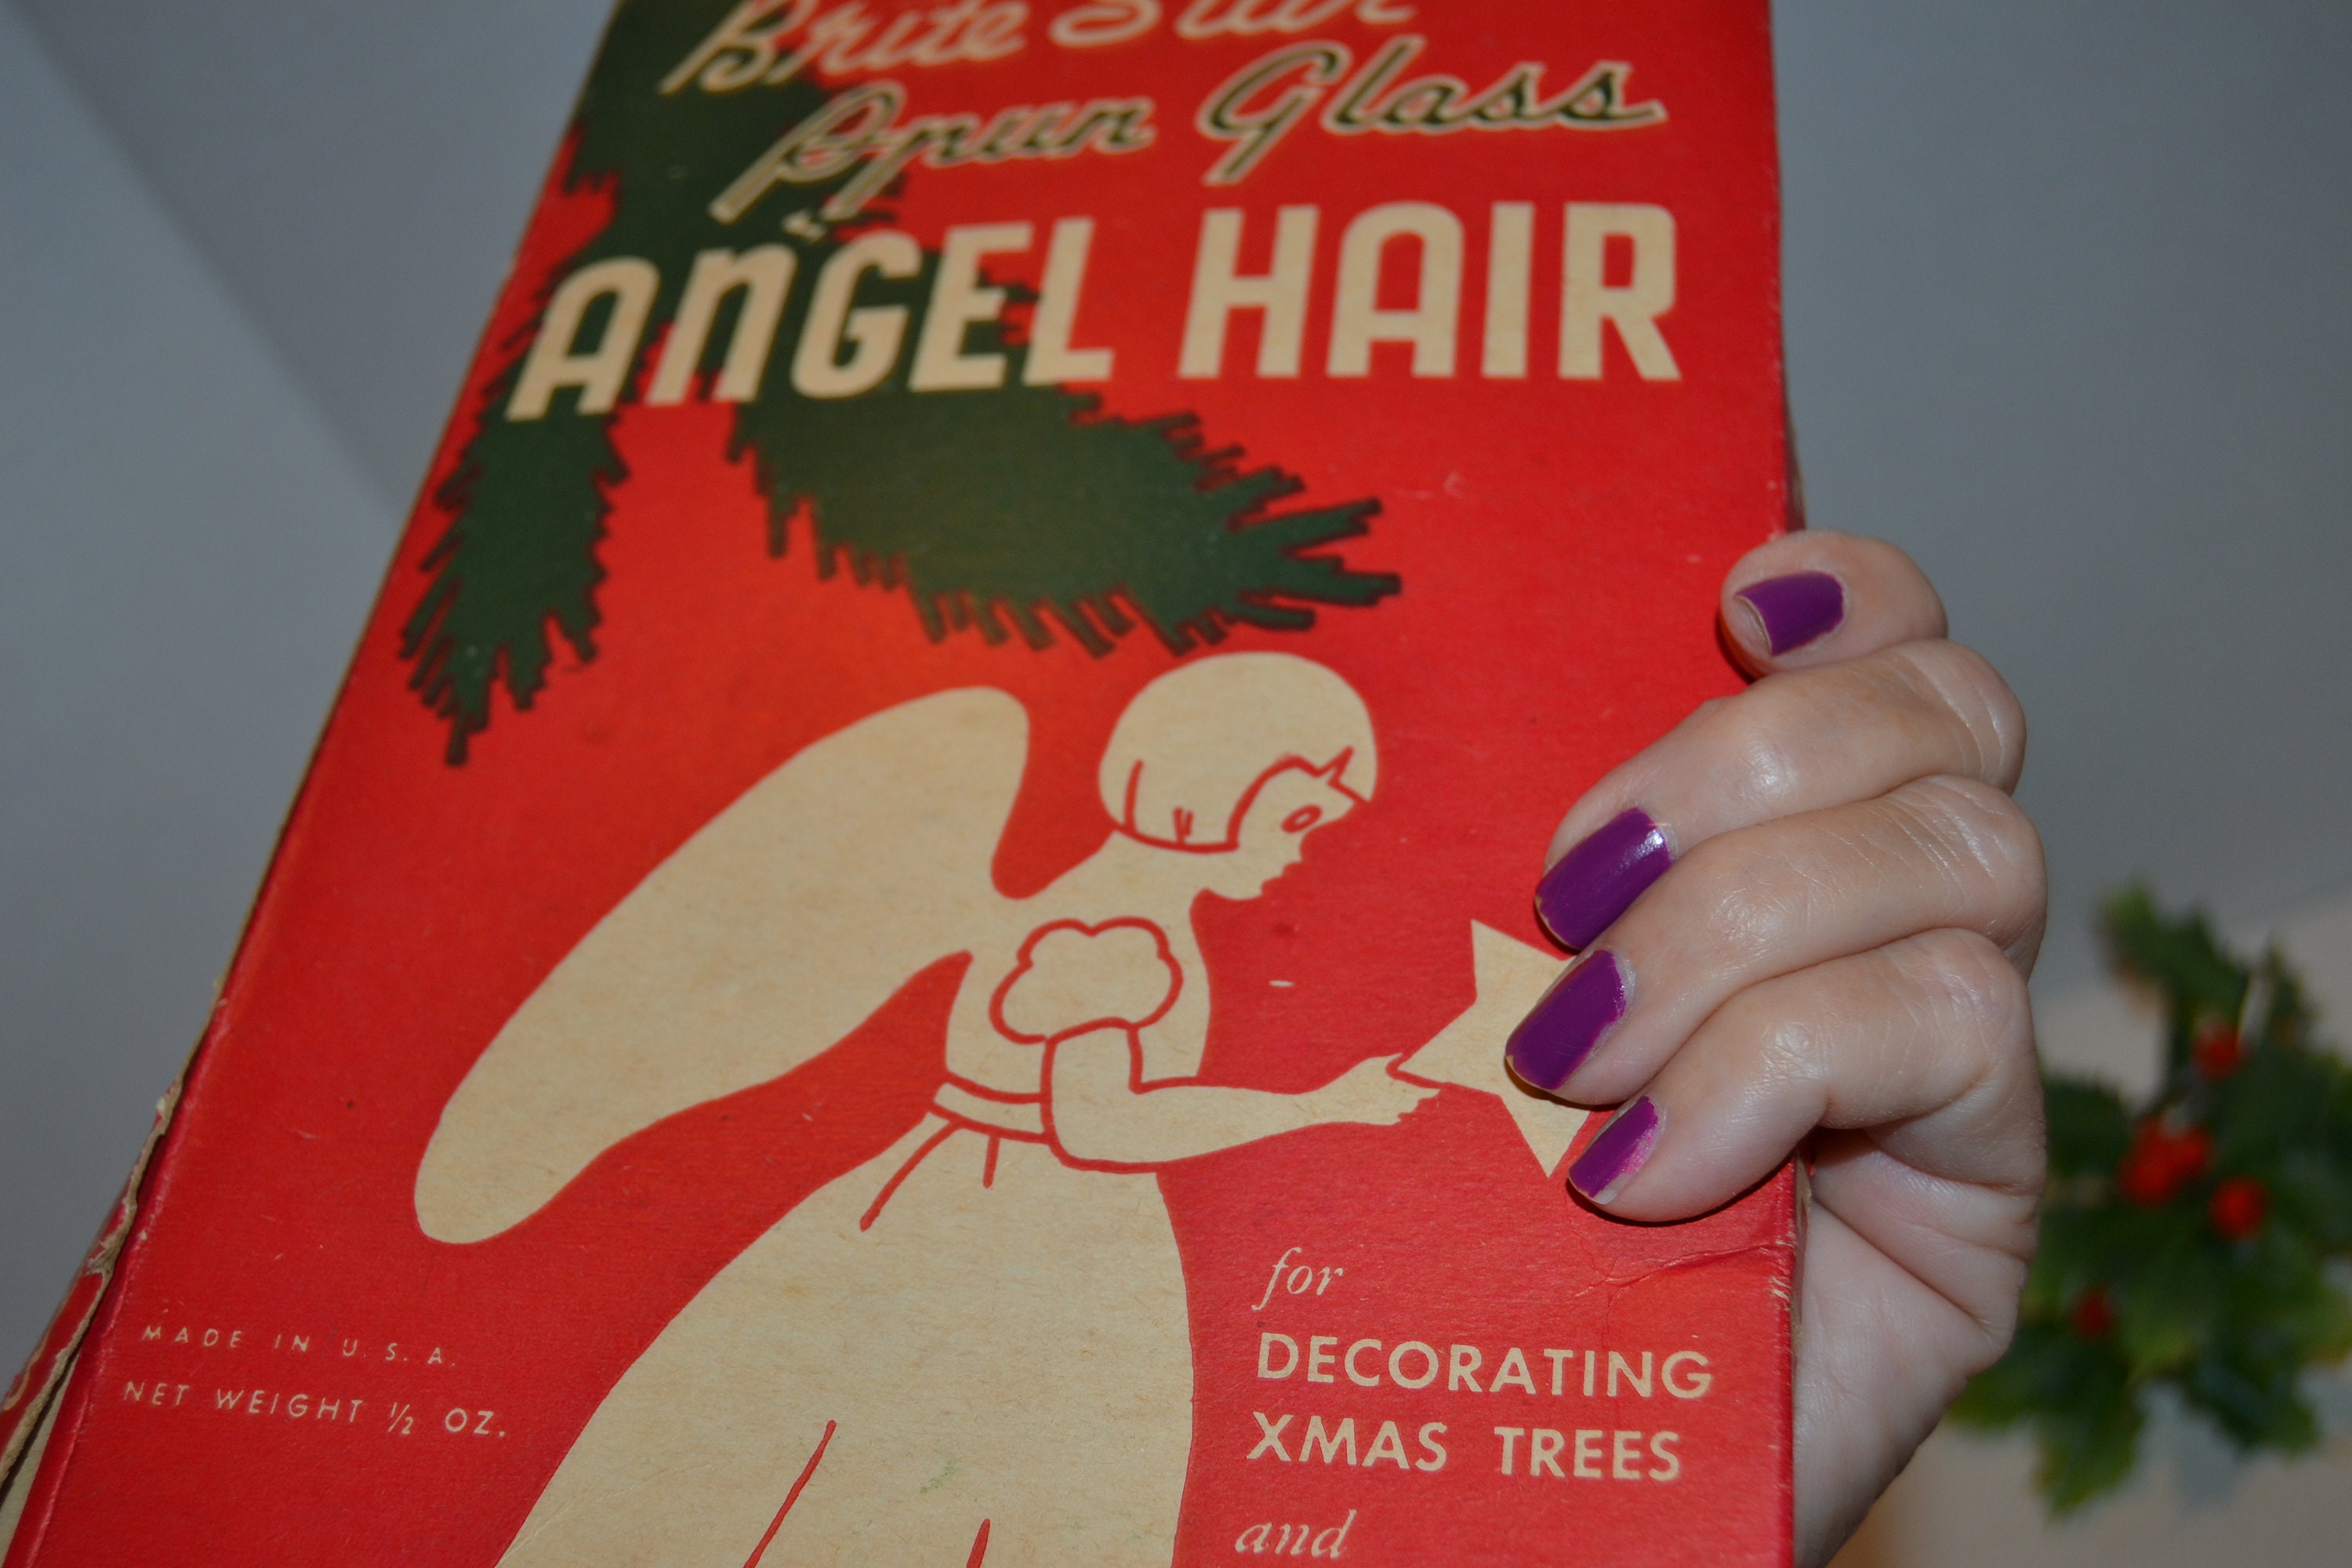 Brite Star
Spun Glass
ANGEL HAIR
MADE IN U.S.A.
NET WEIGHT ½ OZ.
for
DECORATING
XMAS TREES
and